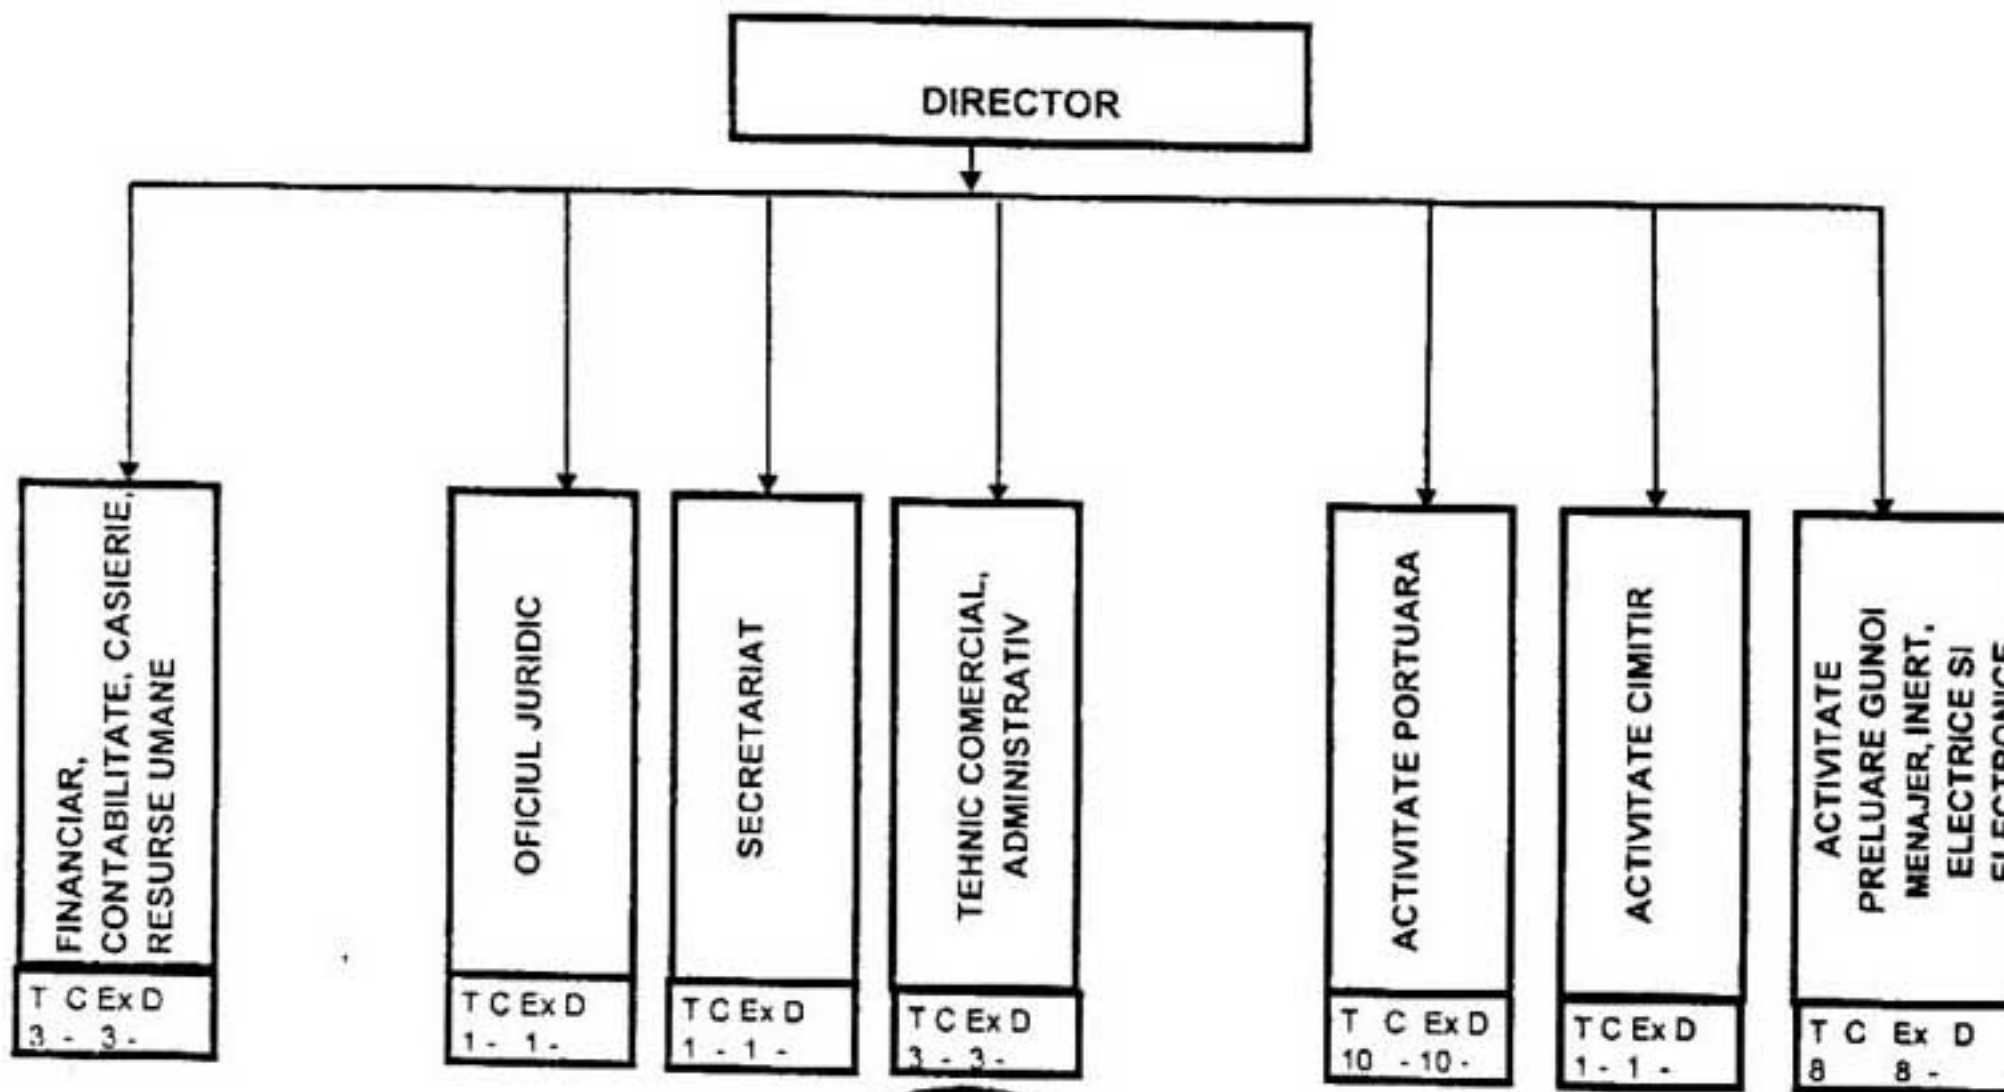 DIRECTOR
FINANCIAR,
CONTABILITATE, CASIERIE,
RESURSE UMANE
T C Ex D
3 - 3 -
OFICIUL JURIDIC
T C Ex D
1 - 1 -
SECRETARIAT
T C Ex D
1 - 1 -
TEHNIC COMERCIAL,
ADMINISTRATIV
T C Ex D
3 - 3 -
ACTIVITATE PORTUARA
T C Ex D
10 - 10 -
ACTIVITATE CIMITIR
T C Ex D
1 - 1 -
ACTIVITATE
PRELUARE GUNOI
MENAJER, INERT,
ELECTRICE SI
ELECTRONICE
T C Ex D
8 8 -